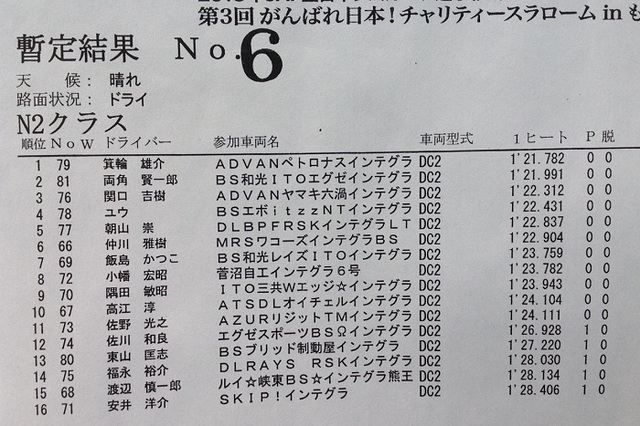 第3回 がんばれ日本!チャリティースラローム in も
暫定結果 No.6
天 候: 晴れ
路面状況: ドライ
N2クラス
順位 NoW ドライバー 参加車両名 車両型式 1ヒート P 脱
1 79 箕輪 雄介 ADVANペトロナスインテグラ DC2 1'21.782 0 0
2 81 両角 賢一郎 BS和光ITOエグゼインテグラ DC2 1'21.991 0 0
3 76 関口 吉樹 ADVANヤマキ六渦インテグラ DC2 1'22.312 0 0
4 78 ユウ BSエボitzzNTインテグラ DC2 1'22.431 0 0
5 77 朝山 崇 DLBPFRSKインテグラLT DC2 1'22.837 0 0
6 66 仲川 雅樹 MRSワコーズインテグラBS DC2 1'22.904 0 0
7 69 飯島 かつこ BS和光レイズITOインテグラ DC2 1'23.759 0 0
8 72 小幡 宏昭 菅沼自工インテグラ6号 DC2 1'23.782 0 0
9 70 隅田 敏昭 ITO三共Wエッジ☆インテグラ DC2 1'23.943 0 0
10 67 高江 淳 ATSDLオイチェルインテグラ DC2 1'24.104 0 0
11 73 佐野 光之 AZURリジットTMインテグラ DC2 1'24.111 0 0
12 74 佐川 和良 エグゼスポーツBSΩインテグラ DC2 1'26.928 1 0
13 80 東山 匡志 BSブリッド制動屋インテグラ DC2 1'27.220 1 0
14 75 福永 裕介 DLRAYS RSKインテグラ DC2 1'28.030 1 0
15 68 渡辺 慎一郎 ルイ☆峡東BS☆インテグラ熊王 DC2 1'28.134 1 0
16 71 安井 洋介 SKIP!インテグラ DC2 1'28.406 1 0